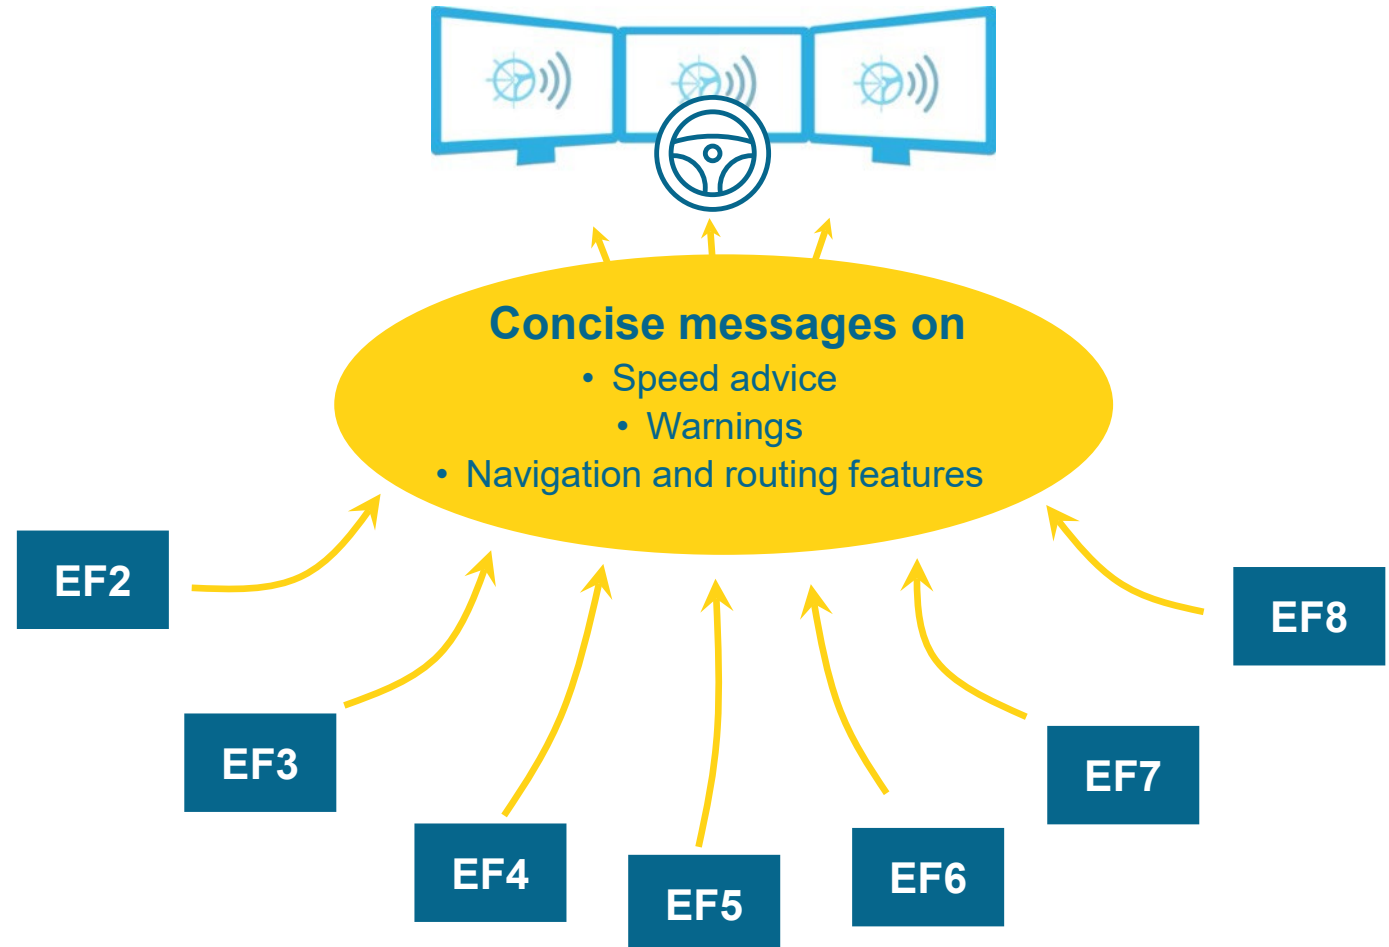 Concise messages on
• Speed advice
• Warnings
• Navigation and routing features
EF2
EF8
EF3
EF7
EF4
EF6
EF5